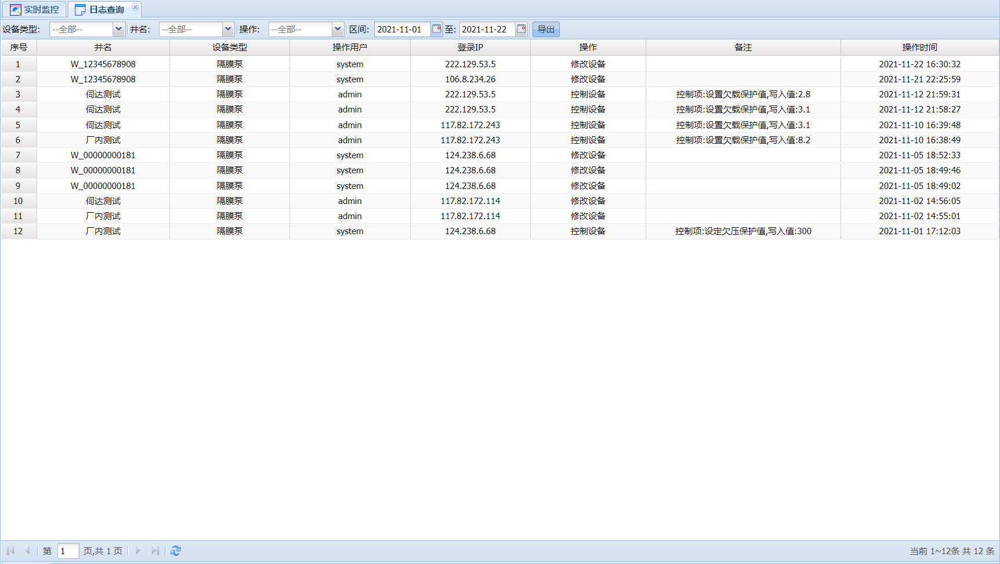 实时监控 日志查询
设备类型: --全部-- 井名: --全部-- 操作: --全部-- 区间: 2021-11-01 至: 2021-11-22 导出
序号 井名 设备类型 操作用户 登录IP 操作 备注 操作时间
1 W_12345678908 隔膜泵 system 222.129.53.5 修改设备 2021-11-22 16:30:32
2 W_12345678908 隔膜泵 system 106.8.234.26 修改设备 2021-11-21 22:25:59
3 伺达测试 隔膜泵 admin 222.129.53.5 控制设备 控制项:设置欠载保护值,写入值:2.8 2021-11-12 21:59:31
4 伺达测试 隔膜泵 admin 222.129.53.5 控制设备 控制项:设置欠载保护值,写入值:3.1 2021-11-12 21:58:27
5 伺达测试 隔膜泵 admin 117.82.172.243 控制设备 控制项:设置欠载保护值,写入值:3.1 2021-11-10 16:39:48
6 厂内测试 隔膜泵 admin 117.82.172.243 控制设备 控制项:设置欠载保护值,写入值:8.2 2021-11-10 16:38:49
7 W_00000000181 隔膜泵 system 124.238.6.68 修改设备 2021-11-05 18:52:33
8 W_00000000181 隔膜泵 system 124.238.6.68 修改设备 2021-11-05 18:49:46
9 W_00000000181 隔膜泵 system 124.238.6.68 修改设备 2021-11-05 18:49:02
10 伺达测试 隔膜泵 admin 117.82.172.114 修改设备 2021-11-02 14:56:05
11 厂内测试 隔膜泵 admin 117.82.172.114 修改设备 2021-11-02 14:55:01
12 厂内测试 隔膜泵 system 124.238.6.68 控制设备 控制项:设定欠压保护值,写入值:300 2021-11-01 17:12:03
第 1 页,共 1 页 当前 1~12条 共 12 条